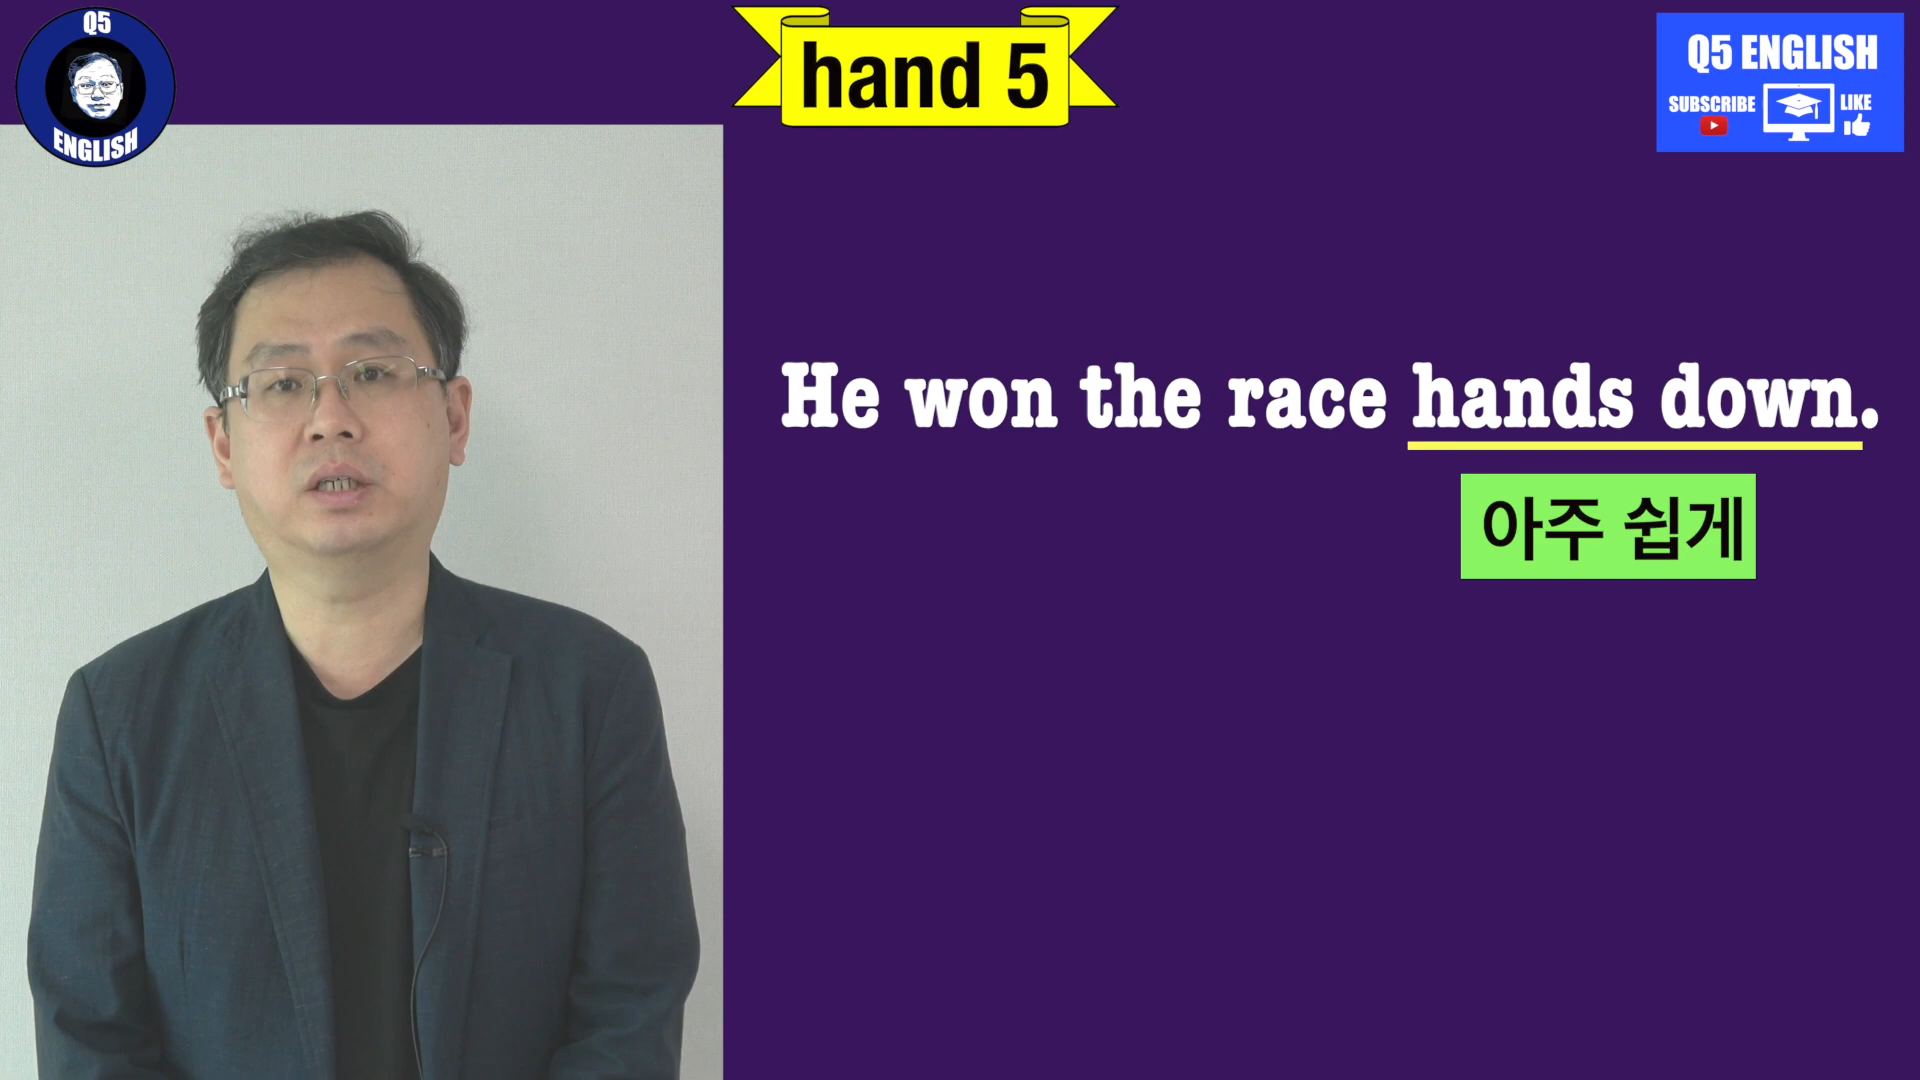 Q5
ENGLISH
hand 5
Q5 ENGLISH
SUBSCRIBE
LIKE
He won the race hands down.
아주 쉽게